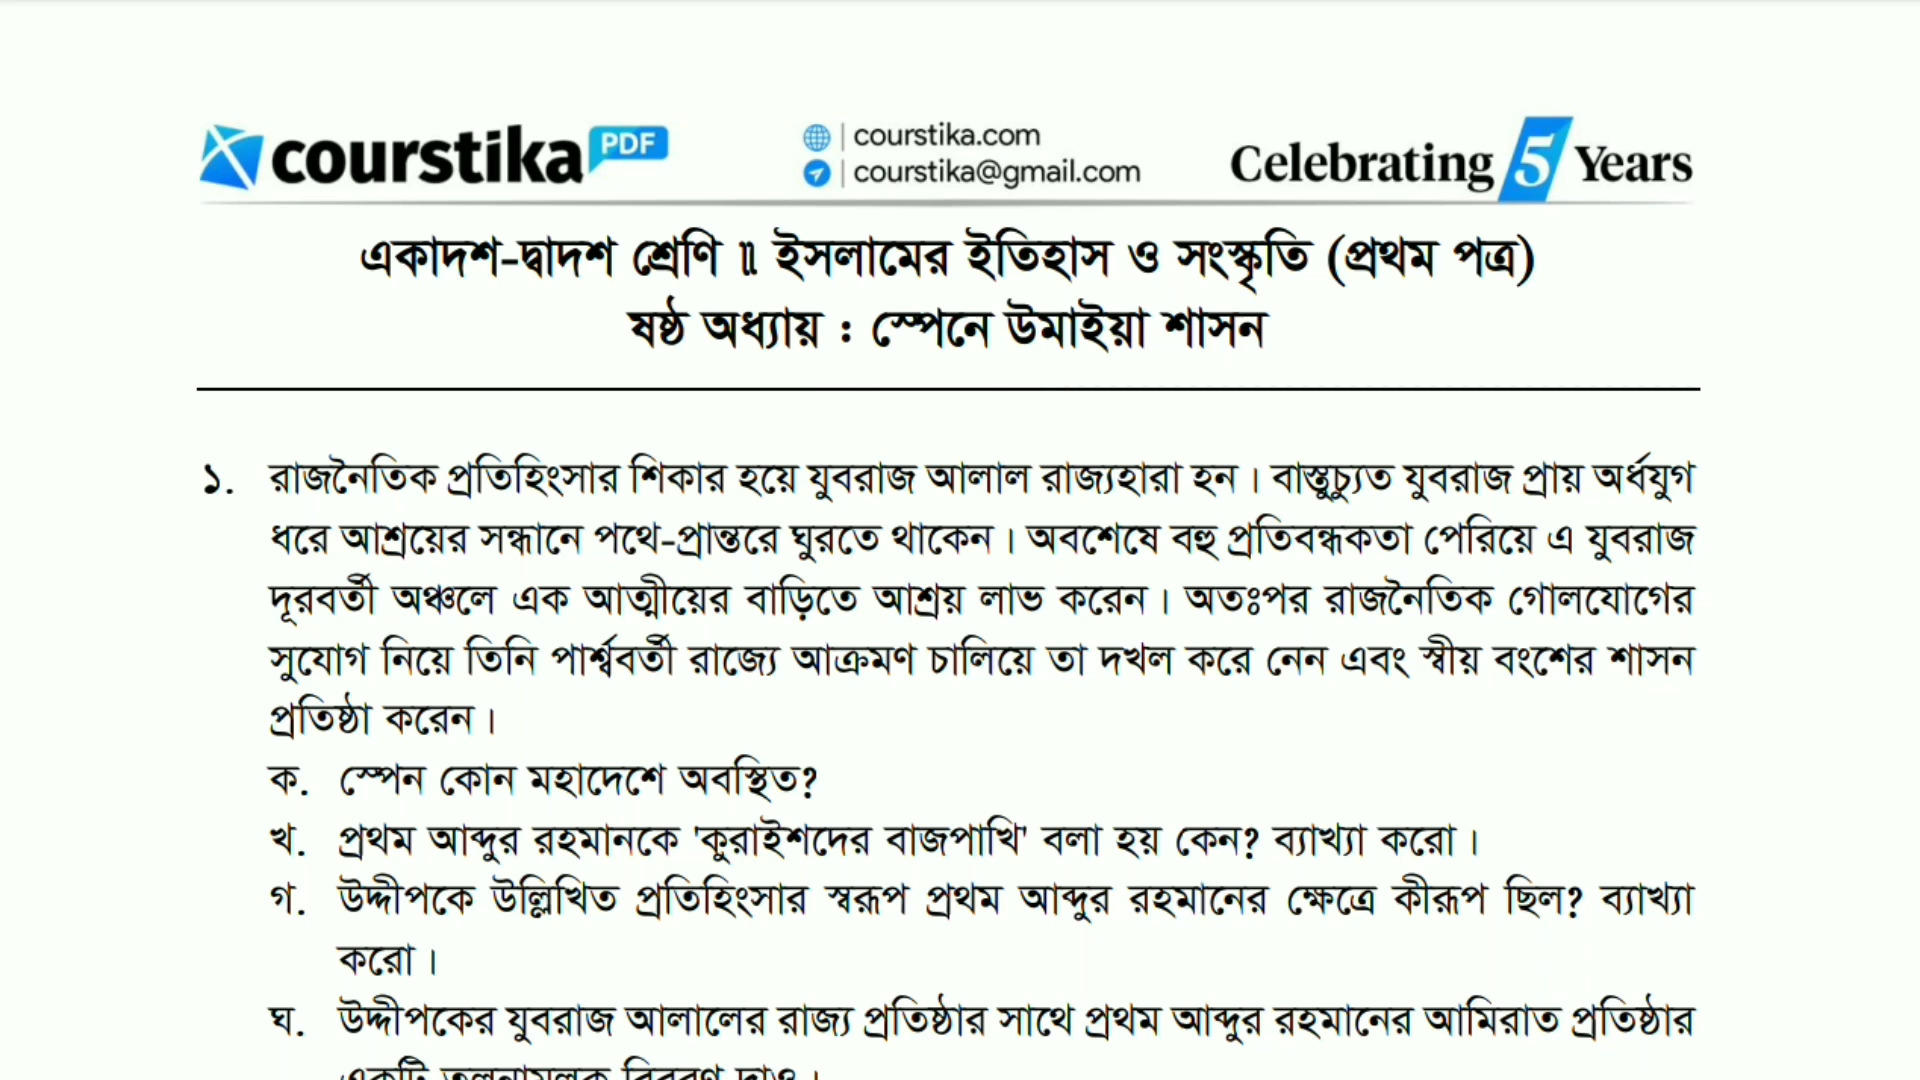 courstika PDF
courstika.com
courstika@gmail.com
Celebrating 5 Years
একাদশ-দ্বাদশ শ্রেণি ॥ ইসলামের ইতিহাস ও সংস্কৃতি (প্রথম পত্র)
ষষ্ঠ অধ্যায় : স্পেনে উমাইয়া শাসন
১. রাজনৈতিক প্রতিহিংসার শিকার হয়ে যুবরাজ আলাল রাজ্যহারা হন। বাস্তুচ্যুত যুবরাজ প্রায় অর্ধযুগ
ধরে আশ্রয়ের সন্ধানে পথে-প্রান্তরে ঘুরতে থাকেন। অবশেষে বহু প্রতিবন্ধকতা পেরিয়ে এ যুবরাজ
দূরবর্তী অঞ্চলে এক আত্মীয়ের বাড়িতে আশ্রয় লাভ করেন। অতঃপর রাজনৈতিক গোলযোগের
সুযোগ নিয়ে তিনি পার্শ্ববর্তী রাজ্যে আক্রমণ চালিয়ে তা দখল করে নেন এবং স্বীয় বংশের শাসন
প্রতিষ্ঠা করেন।
ক. স্পেন কোন মহাদেশে অবস্থিত?
খ. প্রথম আব্দুর রহমানকে 'কুরাইশদের বাজপাখি' বলা হয় কেন? ব্যাখ্যা করো।
গ. উদ্দীপকে উল্লিখিত প্রতিহিংসার স্বরূপ প্রথম আব্দুর রহমানের ক্ষেত্রে কীরূপ ছিল? ব্যাখ্যা
করো।
ঘ. উদ্দীপকের যুবরাজ আলালের রাজ্য প্রতিষ্ঠার সাথে প্রথম আব্দুর রহমানের আমিরাত প্রতিষ্ঠার
একটি তুলনামূলক বিবরণ দাও।